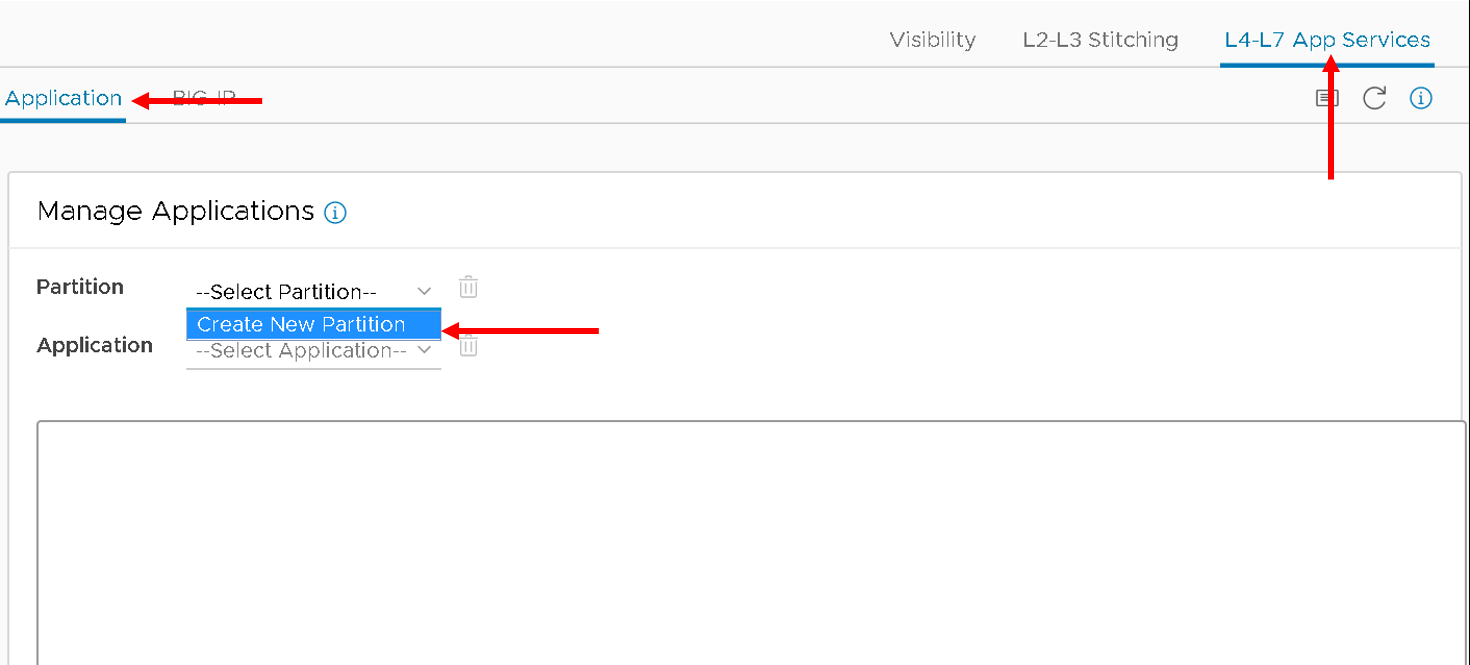 Visibility L2-L3 Stitching L4-L7 App Services
Application BIG-IP
Manage Applications
Partition --Select Partition--
Create New Partition
Application --Select Application--